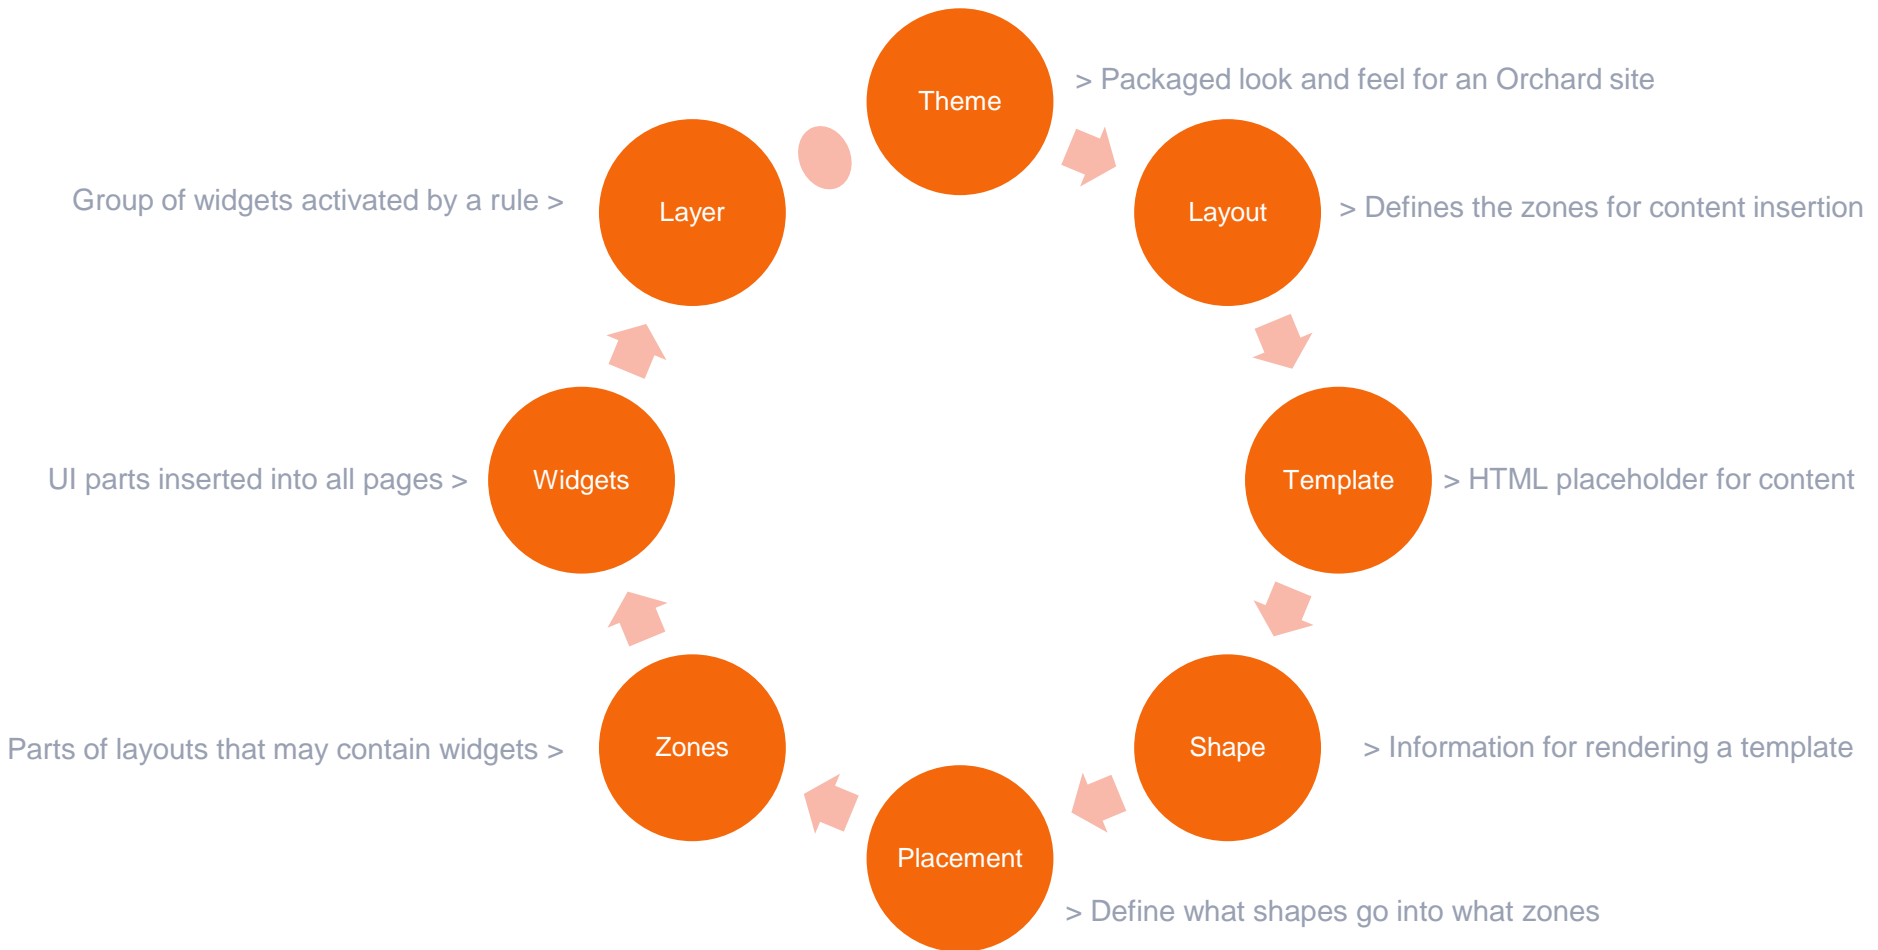 Theme
> Packaged look and feel for an Orchard site
Layout
> Defines the zones for content insertion
Template
> HTML placeholder for content
Shape
> Information for rendering a template
Placement
> Define what shapes go into what zones
Zones
Parts of layouts that may contain widgets >
Widgets
UI parts inserted into all pages >
Layer
Group of widgets activated by a rule >